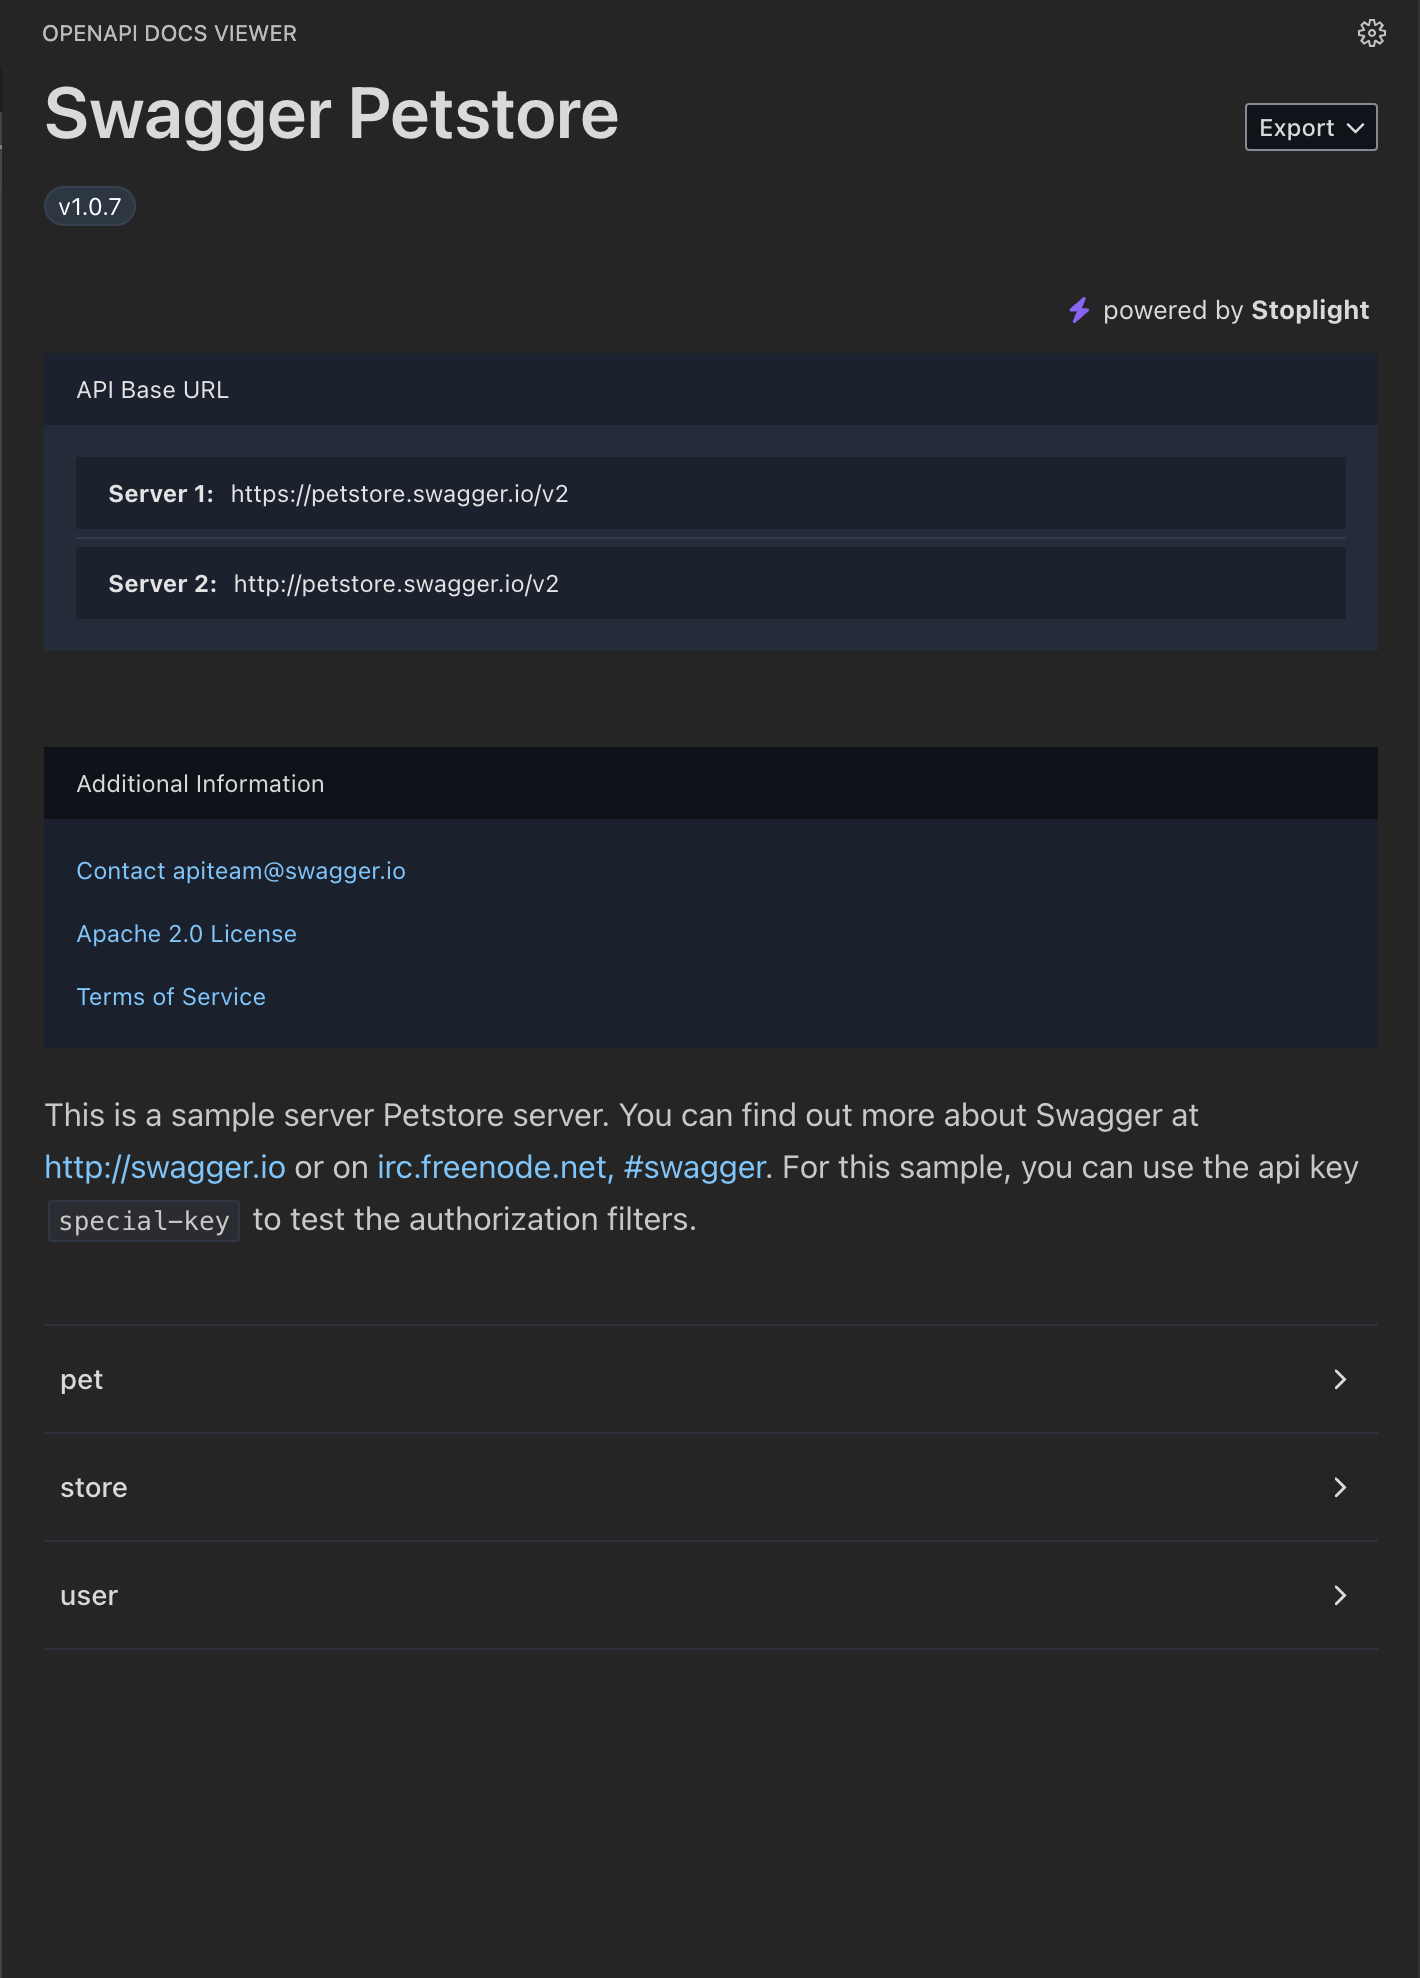 OPENAPI DOCS VIEWER
Swagger Petstore
Export
v1.0.7
powered by Stoplight
API Base URL
Server 1: https://petstore.swagger.io/v2
Server 2: http://petstore.swagger.io/v2
Additional Information
Contact apiteam@swagger.io
Apache 2.0 License
Terms of Service
This is a sample server Petstore server. You can find out more about Swagger at
http://swagger.io or on irc.freenode.net, #swagger. For this sample, you can use the api key
special-key to test the authorization filters.
pet
store
user